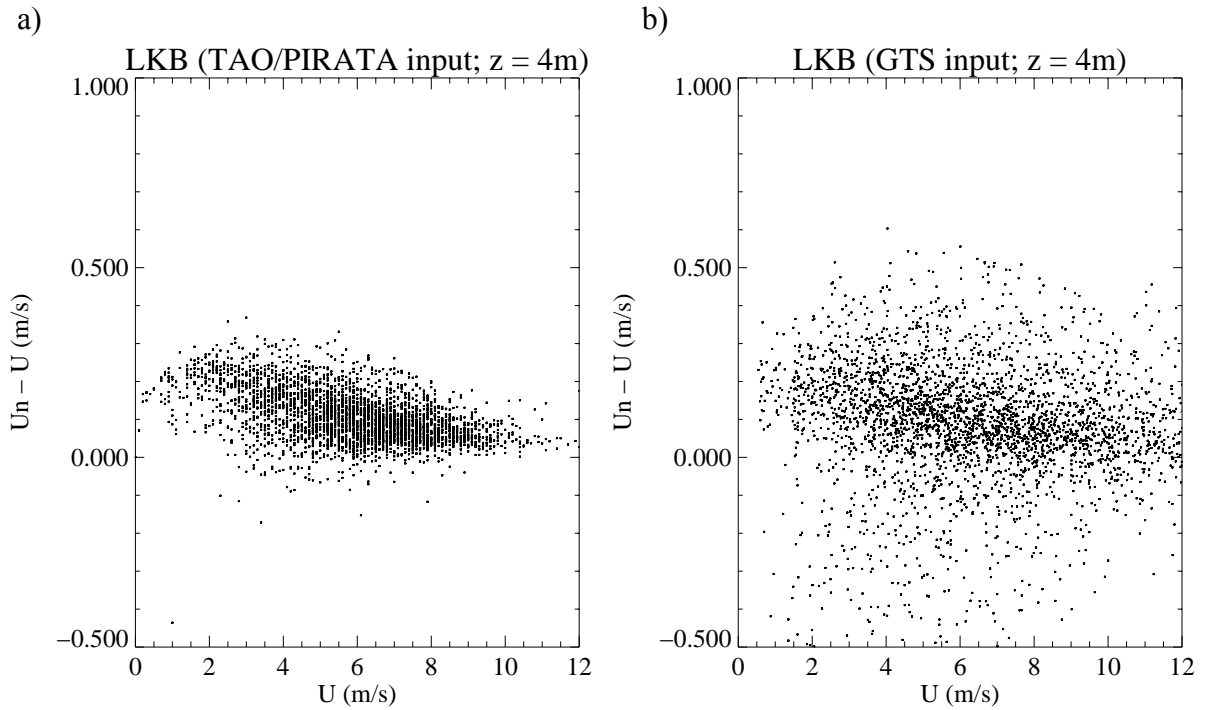 a)
LKB (TAO/PIRATA input; z = 4m)
1.000
0.500
0.000
−0.500
Un − U (m/s)
0 2 4 6 8 10 12
U (m/s)
b)
LKB (GTS input; z = 4m)
1.000
0.500
0.000
−0.500
Un − U (m/s)
0 2 4 6 8 10 12
U (m/s)